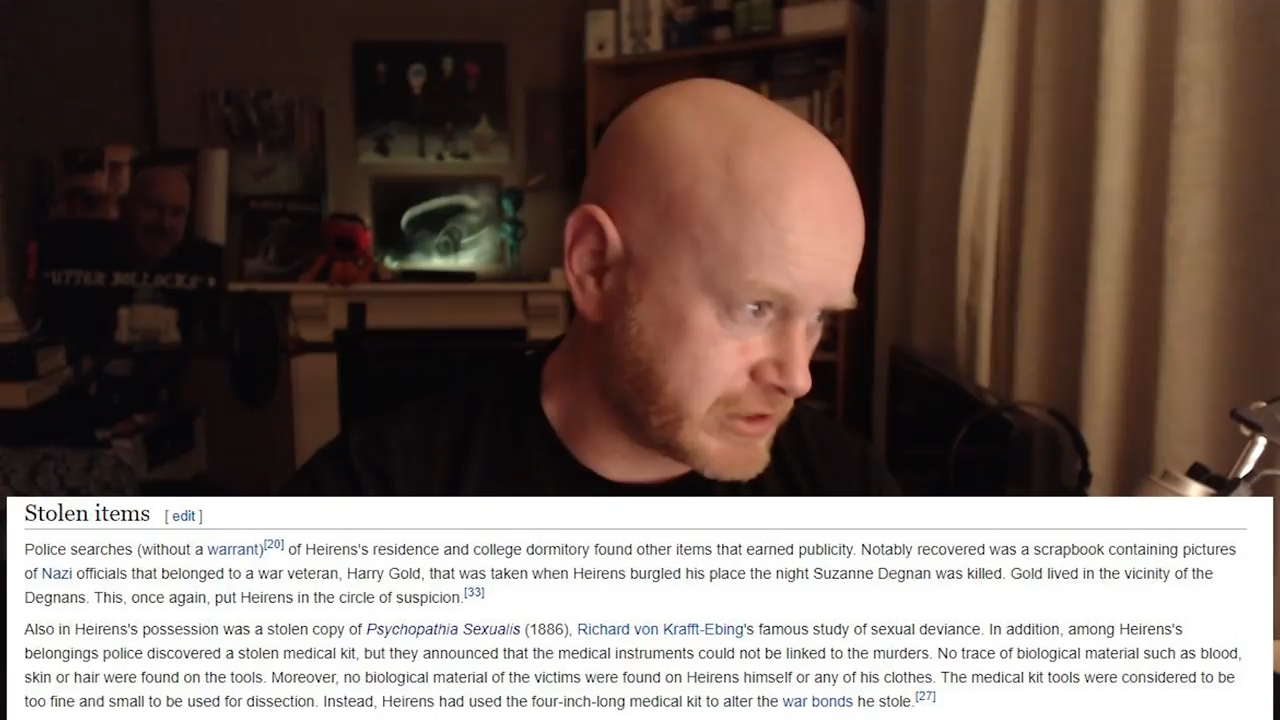 "UTTER BOLLOCKS"
Stolen items [ edit ]
Police searches (without a warrant)[20] of Heirens's residence and college dormitory found other items that earned publicity. Notably recovered was a scrapbook containing pictures
of Nazi officials that belonged to a war veteran, Harry Gold, that was taken when Heirens burgled his place the night Suzanne Degnan was killed. Gold lived in the vicinity of the
Degnans. This, once again, put Heirens in the circle of suspicion.[33]
Also in Heirens's possession was a stolen copy of Psychopathia Sexualis (1886), Richard von Krafft-Ebing's famous study of sexual deviance. In addition, among Heirens's
belongings police discovered a stolen medical kit, but they announced that the medical instruments could not be linked to the murders. No trace of biological material such as blood,
skin or hair were found on the tools. Moreover, no biological material of the victims were found on Heirens himself or any of his clothes. The medical kit tools were considered to be
too fine and small to be used for dissection. Instead, Heirens had used the four-inch-long medical kit to alter the war bonds he stole.[27]